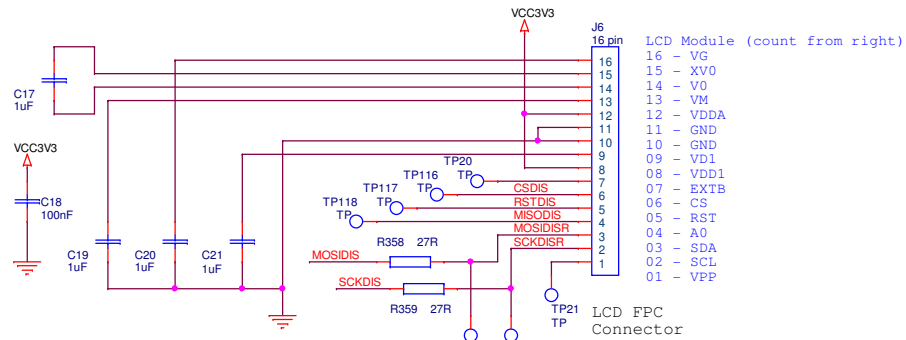 VCC3V3
J6
16 pin
LCD Module (count from right)
16 - VG
15 - XV0
14 - V0
13 - VM
12 - VDDA
11 - GND
10 - GND
09 - VD1
08 - VDD1
07 - EXTB
06 - CS
05 - RST
04 - A0
03 - SDA
02 - SCL
01 - VPP
16
15
14
13
12
11
10
9
8
7
6
5
4
3
2
1
C17
1uF
VCC3V3
C18
100nF
C19
1uF
C20
1uF
C21
1uF
TP20
TP
TP116
TP
TP117
TP
TP118
TP
CSDIS
RSTDIS
MISODIS
MOSIDISR
SCKDISR
R358 27R
MOSIDIS
SCKDIS
R359 27R
TP21
TP
LCD FPC
Connector